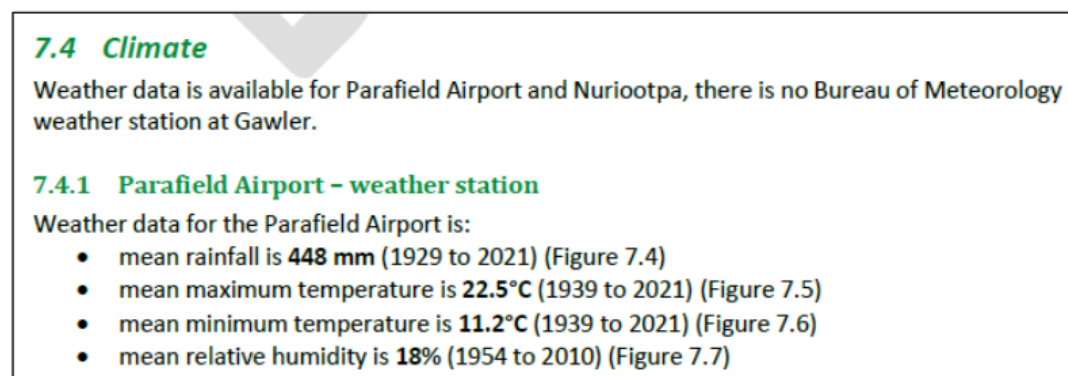 7.4 Climate
Weather data is available for Parafield Airport and Nuriootpa, there is no Bureau of Meteorology
weather station at Gawler.
7.4.1 Parafield Airport – weather station
Weather data for the Parafield Airport is:
• mean rainfall is 448 mm (1929 to 2021) (Figure 7.4)
• mean maximum temperature is 22.5°C (1939 to 2021) (Figure 7.5)
• mean minimum temperature is 11.2°C (1939 to 2021) (Figure 7.6)
• mean relative humidity is 18% (1954 to 2010) (Figure 7.7)